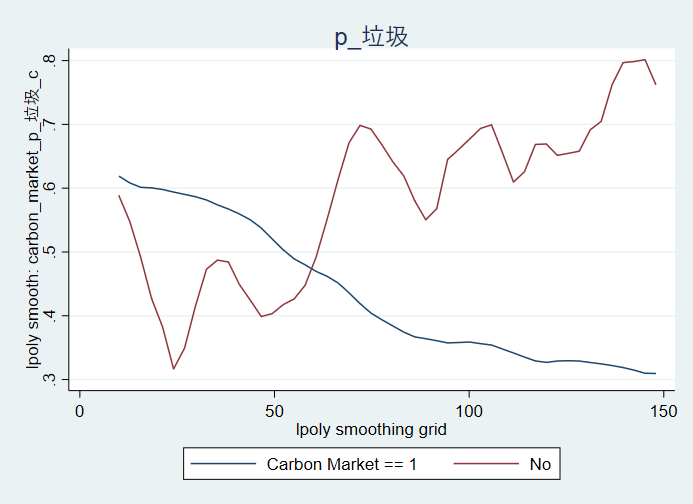 p_垃圾
lpoly smooth: carbon_market_p_垃圾_c
.8
.7
.6
.5
.4
.3
0
50
100
150
lpoly smoothing grid
Carbon Market == 1
No